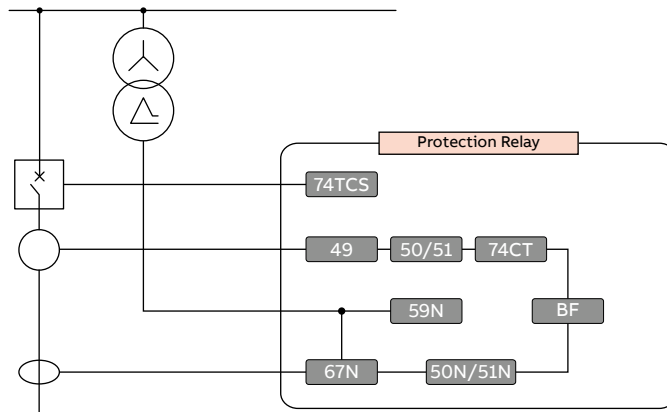 Protection Relay
74TCS
49 50/51 74CT
59N BF
67N 50N/51N